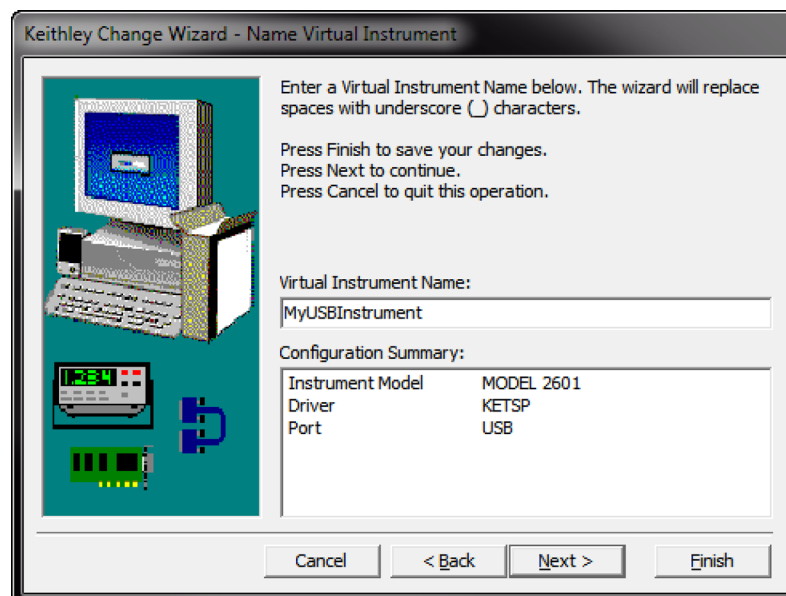 Keithley Change Wizard - Name Virtual Instrument
Enter a Virtual Instrument Name below. The wizard will replace
spaces with underscore (_) characters.
Press Finish to save your changes.
Press Next to continue.
Press Cancel to quit this operation.
Virtual Instrument Name:
MyUSBInstrument
Configuration Summary:
Instrument Model MODEL 2601
Driver KETSP
Port USB
1.284
Cancel < Back Next > Finish